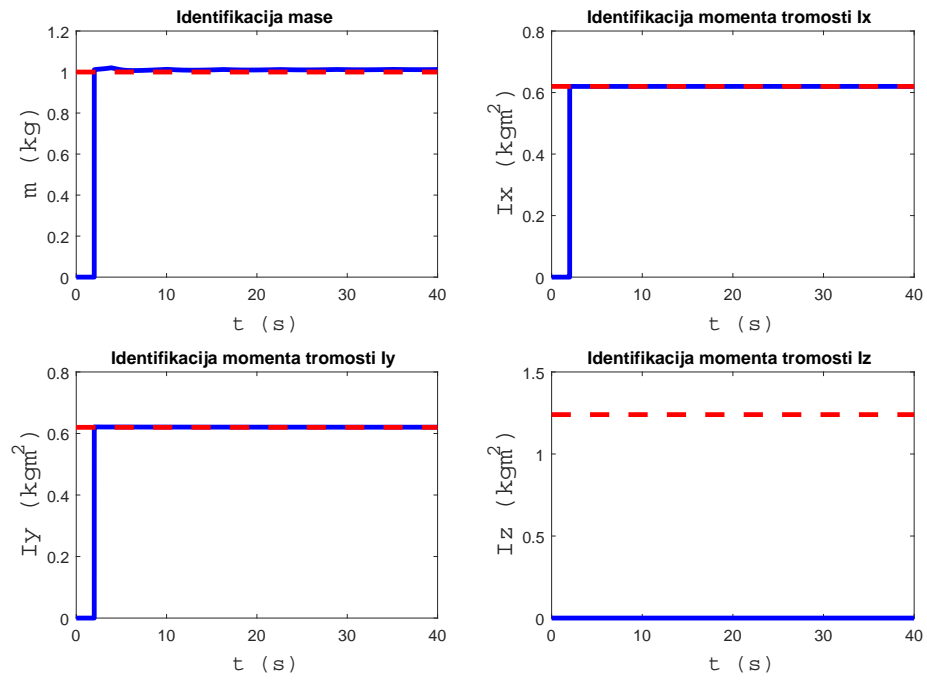 Identifikacija mase
1.2
1
0.8
0.6
0.4
0.2
0
m (kg)
0 10 20 30 40
t (s)
Identifikacija momenta tromosti Ix
0.8
0.6
0.4
0.2
0
Ix (kgm²)
0 10 20 30 40
t (s)
Identifikacija momenta tromosti Iy
0.8
0.6
0.4
0.2
0
Iy (kgm²)
0 10 20 30 40
t (s)
Identifikacija momenta tromosti Iz
1.5
1
0.5
0
Iz (kgm²)
0 10 20 30 40
t (s)